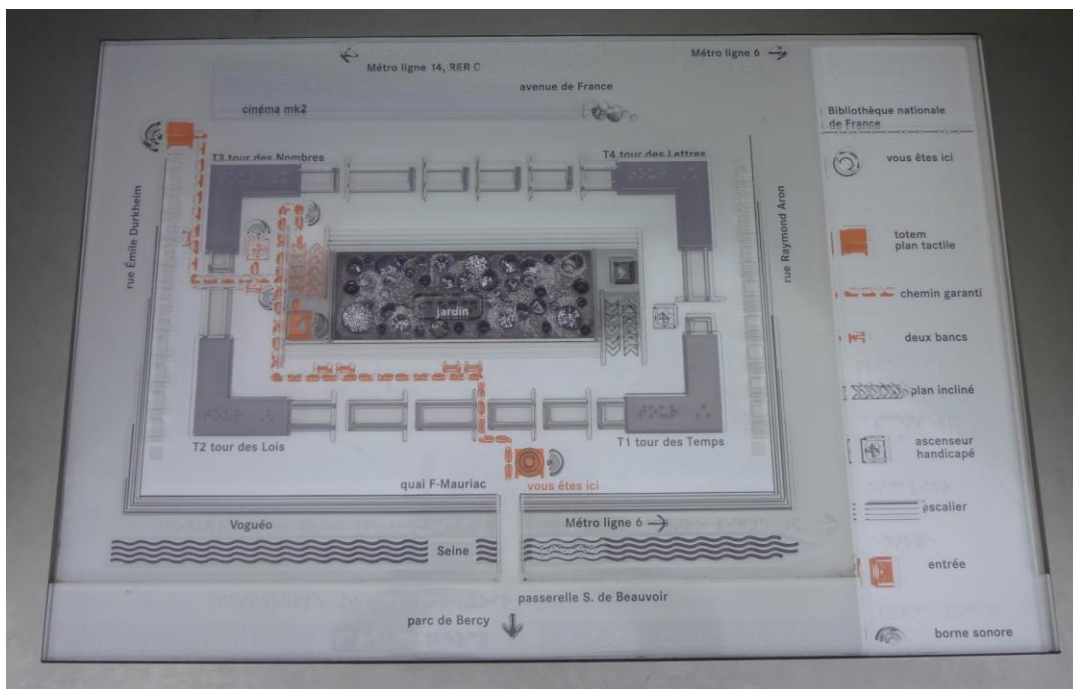 Métro ligne 14, RER C
Métro ligne 6
avenue de France
cinéma mk2
T3 tour des Nombres
T4 tour des Lettres
rue Émile Durkheim
rue Raymond Aron
jardin
T2 tour des Lois
T1 tour des Temps
quai F-Mauriac
vous êtes ici
Voguéo
Métro ligne 6
Seine
passerelle S. de Beauvoir
parc de Bercy
Bibliothèque nationale
de France
vous êtes ici
totem
plan tactile
chemin garanti
deux bancs
plan incliné
ascenseur
handicapé
escalier
entrée
borne sonore